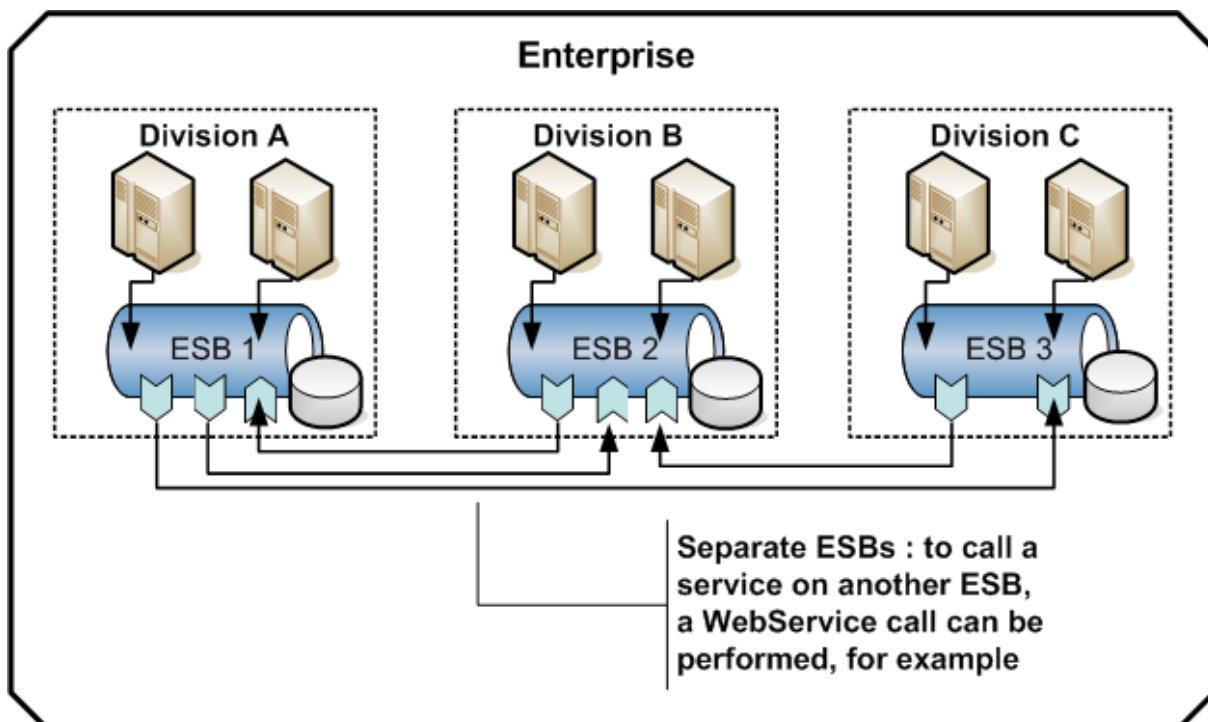 Enterprise
Division A
Division B
Division C
ESB 1
ESB 2
ESB 3
Separate ESBs : to call a
service on another ESB,
a WebService call can be
performed, for example